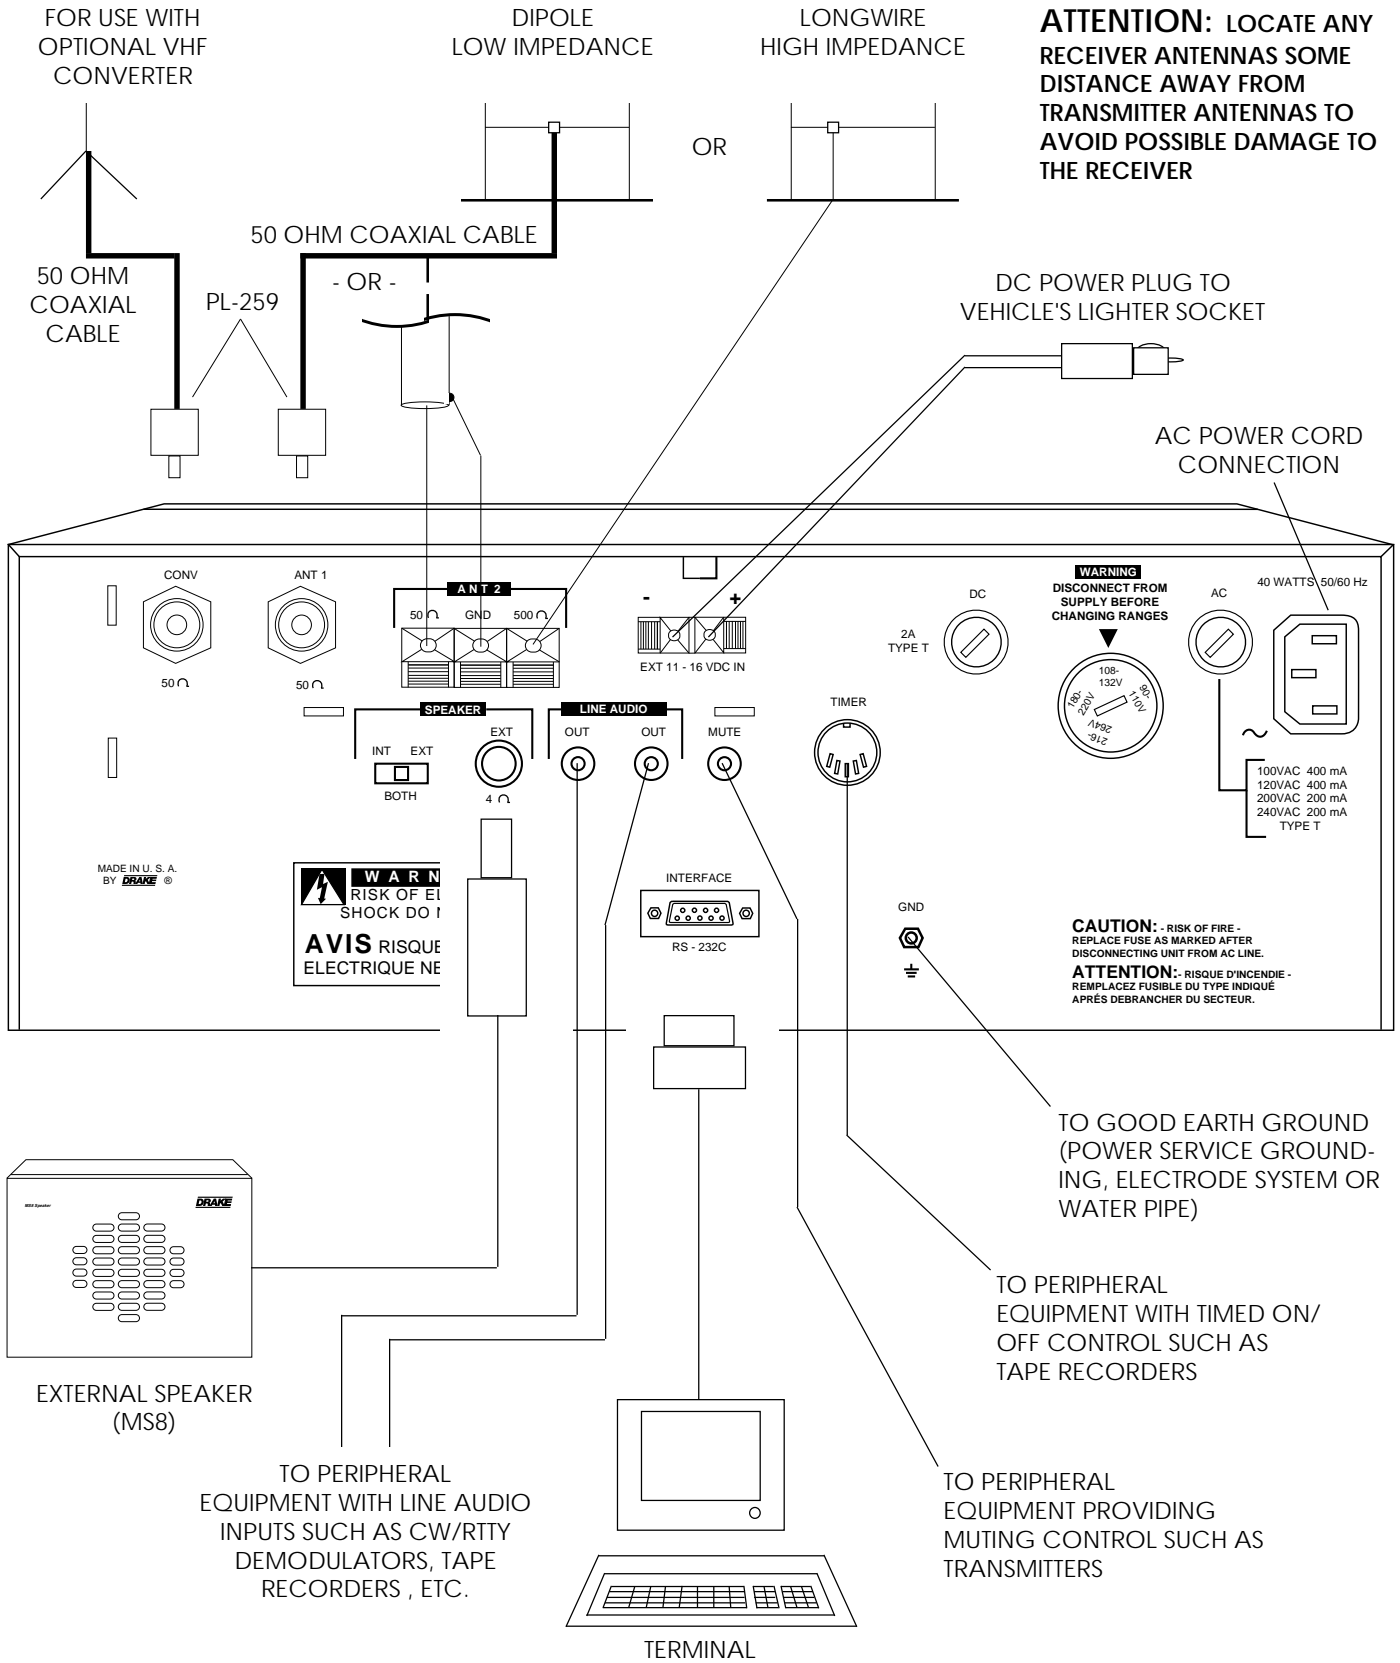 FOR USE WITH
OPTIONAL VHF
CONVERTER
DIPOLE
LOW IMPEDANCE
LONGWIRE
HIGH IMPEDANCE
OR
ATTENTION: LOCATE ANY
RECEIVER ANTENNAS SOME
DISTANCE AWAY FROM
TRANSMITTER ANTENNAS TO
AVOID POSSIBLE DAMAGE TO
THE RECEIVER
50 OHM COAXIAL CABLE
- OR -
50 OHM
COAXIAL
CABLE
PL-259
DC POWER PLUG TO
VEHICLE'S LIGHTER SOCKET
AC POWER CORD
CONNECTION
CONV
50 Ω
ANT 1
50 Ω
ANT 2
50 Ω GND 500 Ω
- +
EXT 11 - 16 VDC IN
DC
2A
TYPE T
WARNING
DISCONNECT FROM
SUPPLY BEFORE
CHANGING RANGES
108-
132V
90-
110V
180-
220V
216-
264V
AC
40 WATTS 50/60 Hz
SPEAKER
INT EXT
BOTH
EXT
4 Ω
LINE AUDIO
OUT OUT
MUTE
TIMER
~
100VAC 400 mA
120VAC 400 mA
200VAC 200 mA
240VAC 200 mA
TYPE T
MADE IN U. S. A.
BY DRAKE ®
WARN
RISK OF EL
SHOCK DO
AVIS RISQUE
ELECTRIQUE NE
INTERFACE
RS - 232C
GND
CAUTION: - RISK OF FIRE -
REPLACE FUSE AS MARKED AFTER
DISCONNECTING UNIT FROM AC LINE.
ATTENTION:- RISQUE D'INCENDIE -
REMPLACEZ FUSIBLE DU TYPE INDIQUÉ
APRÉS DEBRANCHER DU SECTEUR.
TO GOOD EARTH GROUND
(POWER SERVICE GROUND-
ING, ELECTRODE SYSTEM OR
WATER PIPE)
MS8 Speaker
DRAKE
EXTERNAL SPEAKER
(MS8)
TO PERIPHERAL
EQUIPMENT WITH TIMED ON/
OFF CONTROL SUCH AS
TAPE RECORDERS
TO PERIPHERAL
EQUIPMENT WITH LINE AUDIO
INPUTS SUCH AS CW/RTTY
DEMODULATORS, TAPE
RECORDERS , ETC.
TO PERIPHERAL
EQUIPMENT PROVIDING
MUTING CONTROL SUCH AS
TRANSMITTERS
TERMINAL